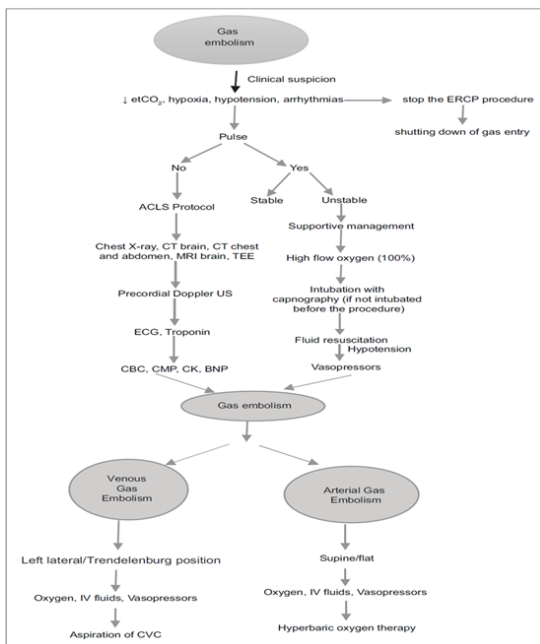 Gas
embolism
Clinical suspicion
↓ etCO₂, hypoxia, hypotension, arrhythmias
stop the ERCP procedure
shutting down of gas entry
Pulse
No
Yes
ACLS Protocol
Stable
Unstable
Supportive management
Chest X-ray, CT brain, CT chest
and abdomen, MRI brain, TEE
High flow oxygen (100%)
Precordial Doppler US
Intubation with
capnography (if not intubated
before the procedure)
ECG, Troponin
Fluid resuscitation
Hypotension
CBC, CMP, CK, BNP
Vasopressors
Gas embolism
Venous
Gas
Embolism
Arterial Gas
Embolism
Left lateral/Trendelenburg position
Supine/flat
Oxygen, IV fluids, Vasopressors
Oxygen, IV fluids, Vasopressors
Aspiration of CVC
Hyperbaric oxygen therapy